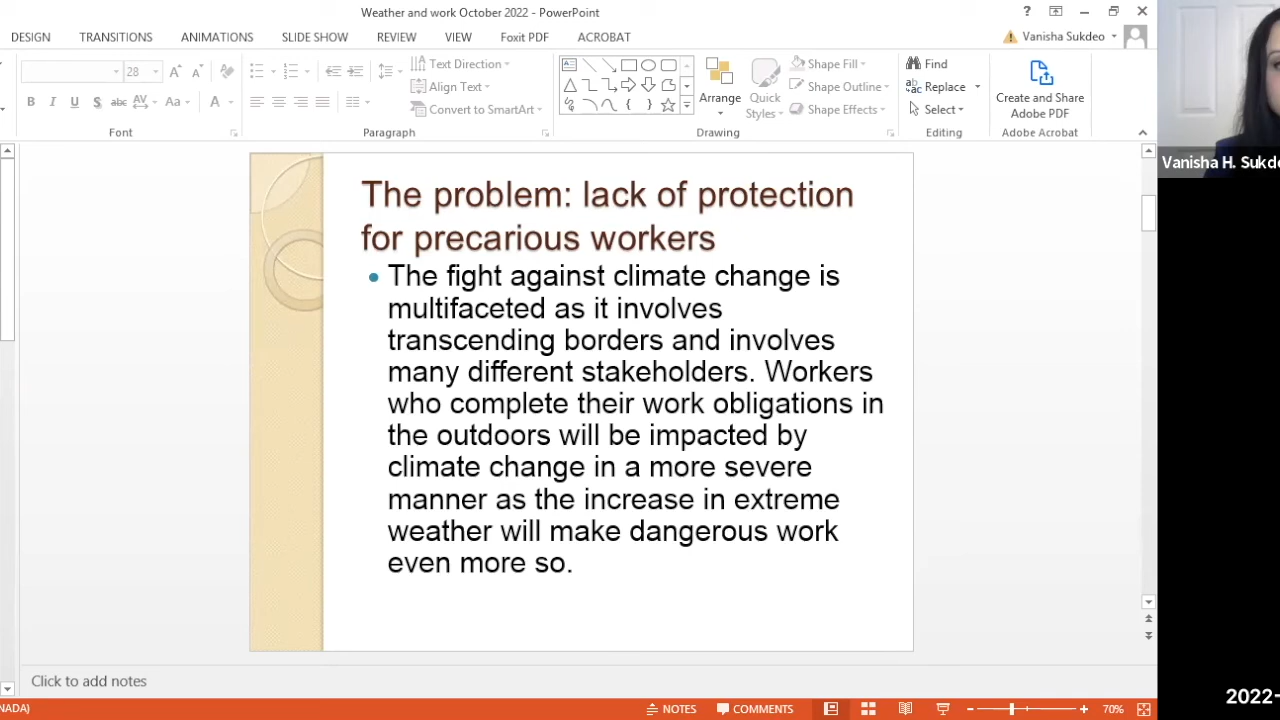 Weather and work October 2022 - PowerPoint
?
DESIGN TRANSITIONS ANIMATIONS SLIDE SHOW REVIEW VIEW Foxit PDF ACROBAT
Vanisha Sukdeo
28
B I U S abc AV Aa A
Text Direction
Align Text
Convert to SmartArt
Arrange
Quick
Styles
Shape Fill
Shape Outline
Shape Effects
Find
Replace
Select
Create and Share
Adobe PDF
Font Paragraph Drawing Editing Adobe Acrobat
Vanisha H. Sukd
The problem: lack of protection
for precarious workers
The fight against climate change is
multifaceted as it involves
transcending borders and involves
many different stakeholders. Workers
who complete their work obligations in
the outdoors will be impacted by
climate change in a more severe
manner as the increase in extreme
weather will make dangerous work
even more so.
Click to add notes
NADA) NOTES COMMENTS 70%
2022-